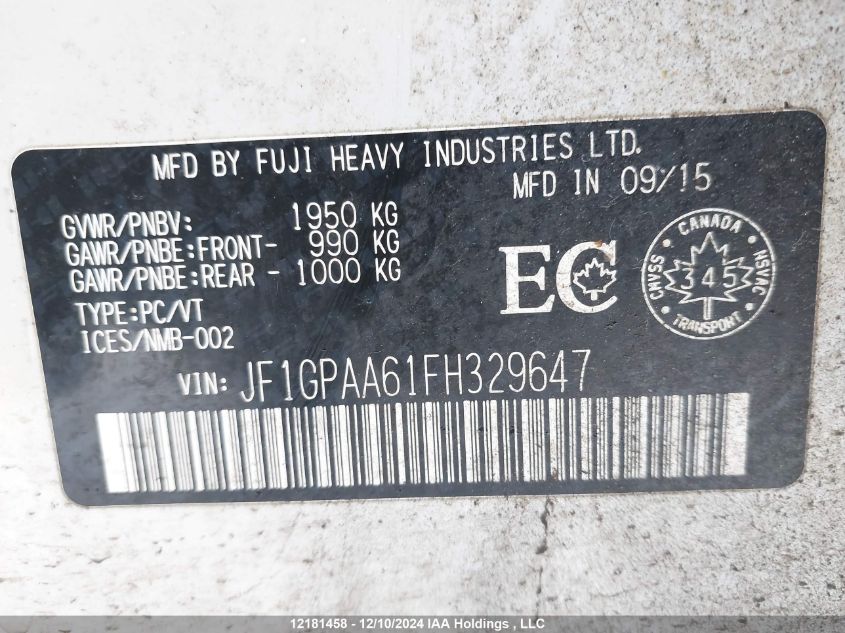 MFD BY FUJI HEAVY INDUSTRIES LTD.
MFD IN 09/15
GVWR/PNBV: 1950 KG
GAWR/PNBE:FRONT- 990 KG
GAWR/PNBE:REAR - 1000 KG
TYPE:PC/VT
ICES/NMB-002
EC
CANADA
CMVSS 345 NSVAC
TRANSPORT
VIN: JF1GPAA61FH329647
12181458 - 12/10/2024 IAA Holdings , LLC